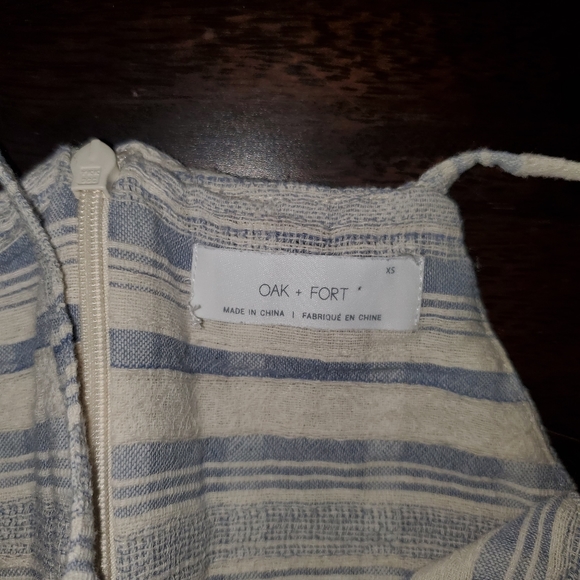 XS
OAK + FORT
MADE IN CHINA | FABRIQUÉ EN CHINE